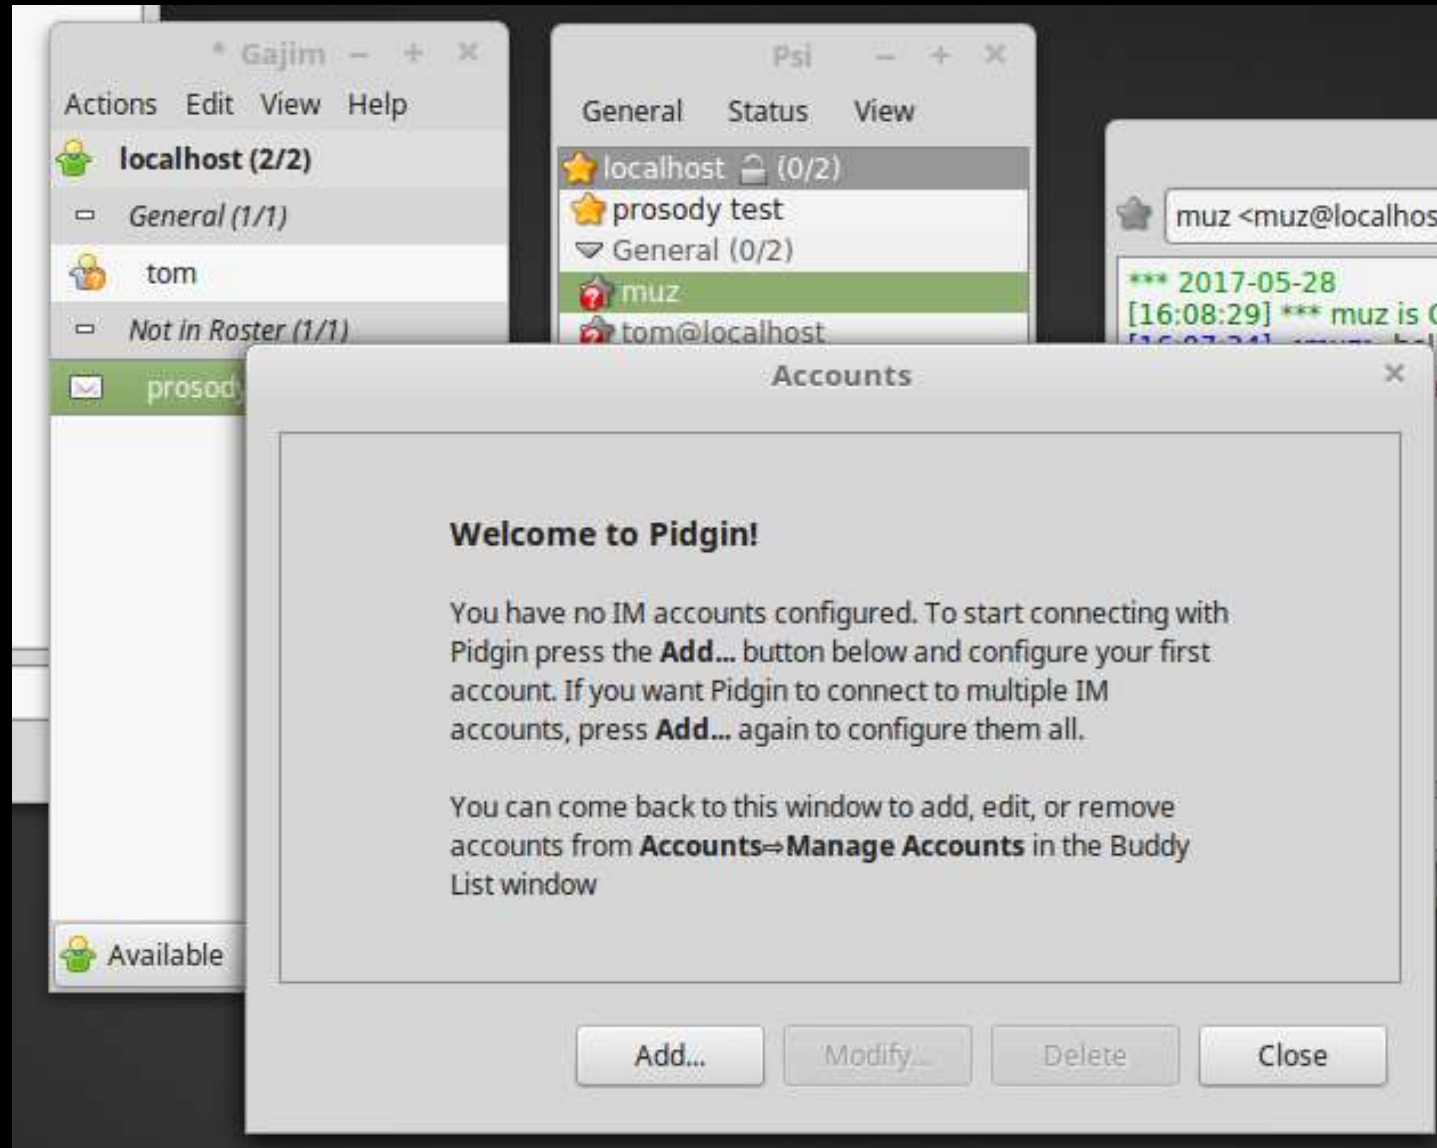 * Gajim
Actions Edit View Help
localhost (2/2)
General (1/1)
tom
Not in Roster (1/1)
prosody
Available
Psi
General Status View
localhost (0/2)
prosody test
General (0/2)
muz
tom@localhost
muz <muz@localhos
*** 2017-05-28
[16:08:29] *** muz is
Accounts
Welcome to Pidgin!
You have no IM accounts configured. To start connecting with
Pidgin press the Add... button below and configure your first
account. If you want Pidgin to connect to multiple IM
accounts, press Add... again to configure them all.
You can come back to this window to add, edit, or remove
accounts from Accounts⇨Manage Accounts in the Buddy
List window
Add... Modify... Delete Close